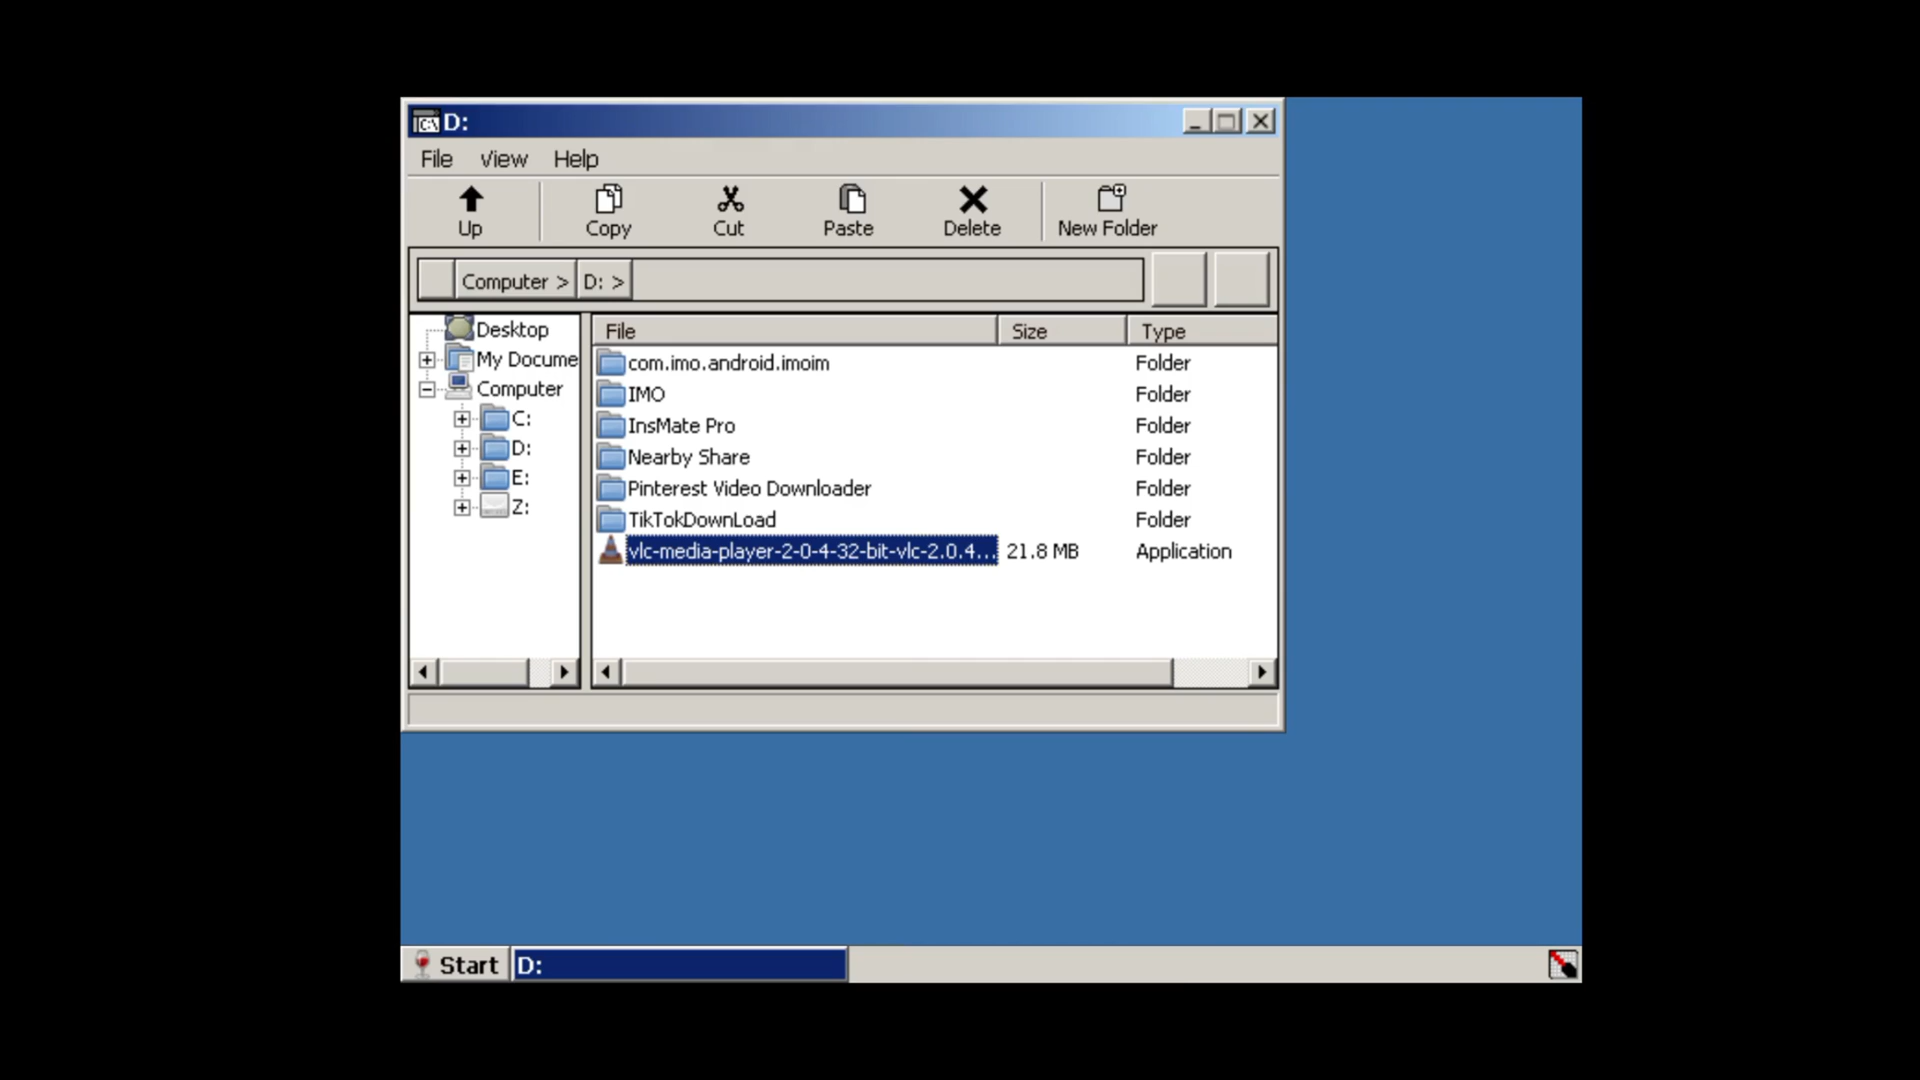 D:
File View Help
Up Copy Cut Paste Delete New Folder
Computer > D: >
Desktop
My Docume
Computer
C:
D:
E:
Z:
File Size Type
com.imo.android.imoim Folder
IMO Folder
InsMate Pro Folder
Nearby Share Folder
Pinterest Video Downloader Folder
TikTokDownLoad Folder
vlc-media-player-2-0-4-32-bit-vlc-2.0.4... 21.8 MB Application
Start D: